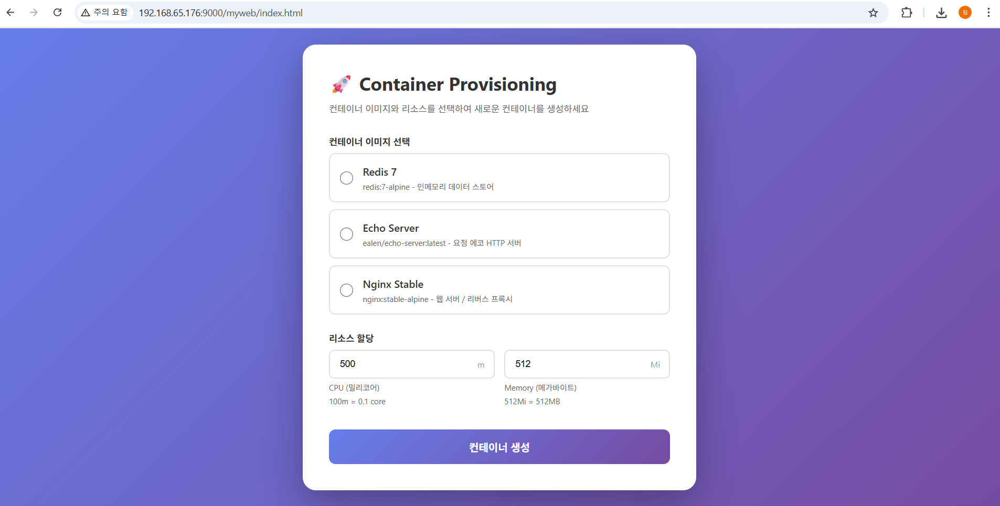 주의 요함
192.168.65.176:9000/myweb/index.html
림
🚀 Container Provisioning
컨테이너 이미지와 리소스를 선택하여 새로운 컨테이너를 생성하세요
컨테이너 이미지 선택
Redis 7
redis:7-alpine - 인메모리 데이터 스토어
Echo Server
ealen/echo-server:latest - 요청 에코 HTTP 서버
Nginx Stable
nginx:stable-alpine - 웹 서버 / 리버스 프록시
리소스 할당
500 m
512 Mi
CPU (밀리코어)
100m = 0.1 core
Memory (메가바이트)
512Mi = 512MB
컨테이너 생성